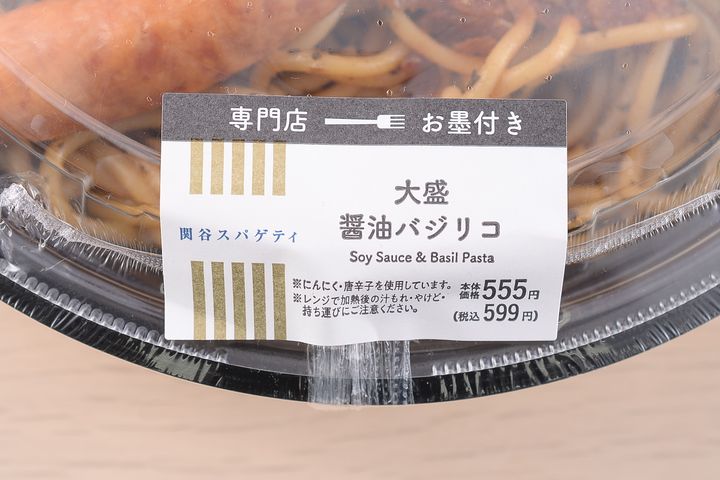 専門店 お墨付き
関谷スパゲティ
大盛
醤油バジリコ
Soy Sauce & Basil Pasta
※にんにく・唐辛子を使用しています。
※レンジで加熱後の汁もれ・やけど・
持ち運びにご注意ください。
本体価格 555円
(税込 599円)